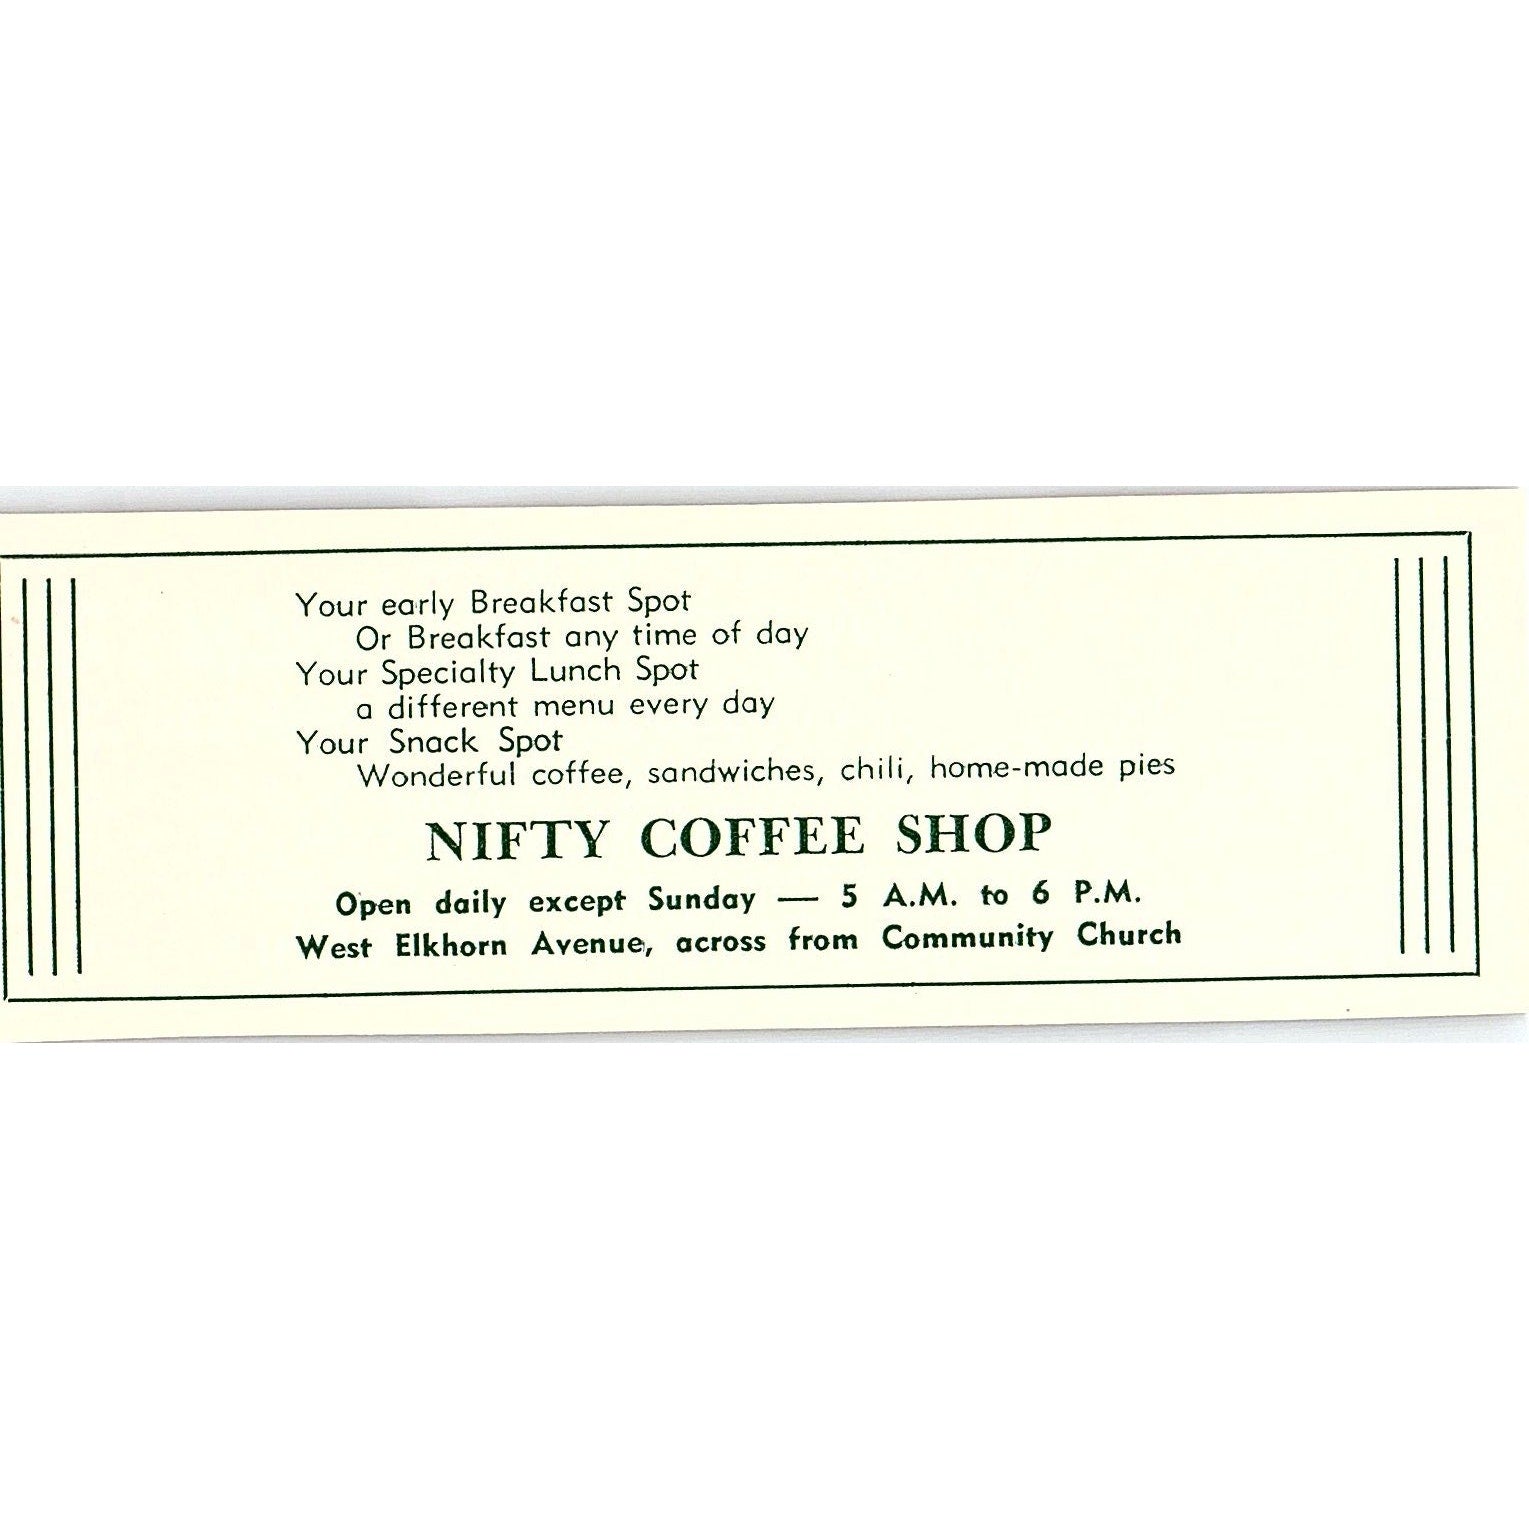 Your early Breakfast Spot
Or Breakfast any time of day
Your Specialty Lunch Spot
a different menu every day
Your Snack Spot
Wonderful coffee, sandwiches, chili, home-made pies
NIFTY COFFEE SHOP
Open daily except Sunday — 5 A.M. to 6 P.M.
West Elkhorn Avenue, across from Community Church